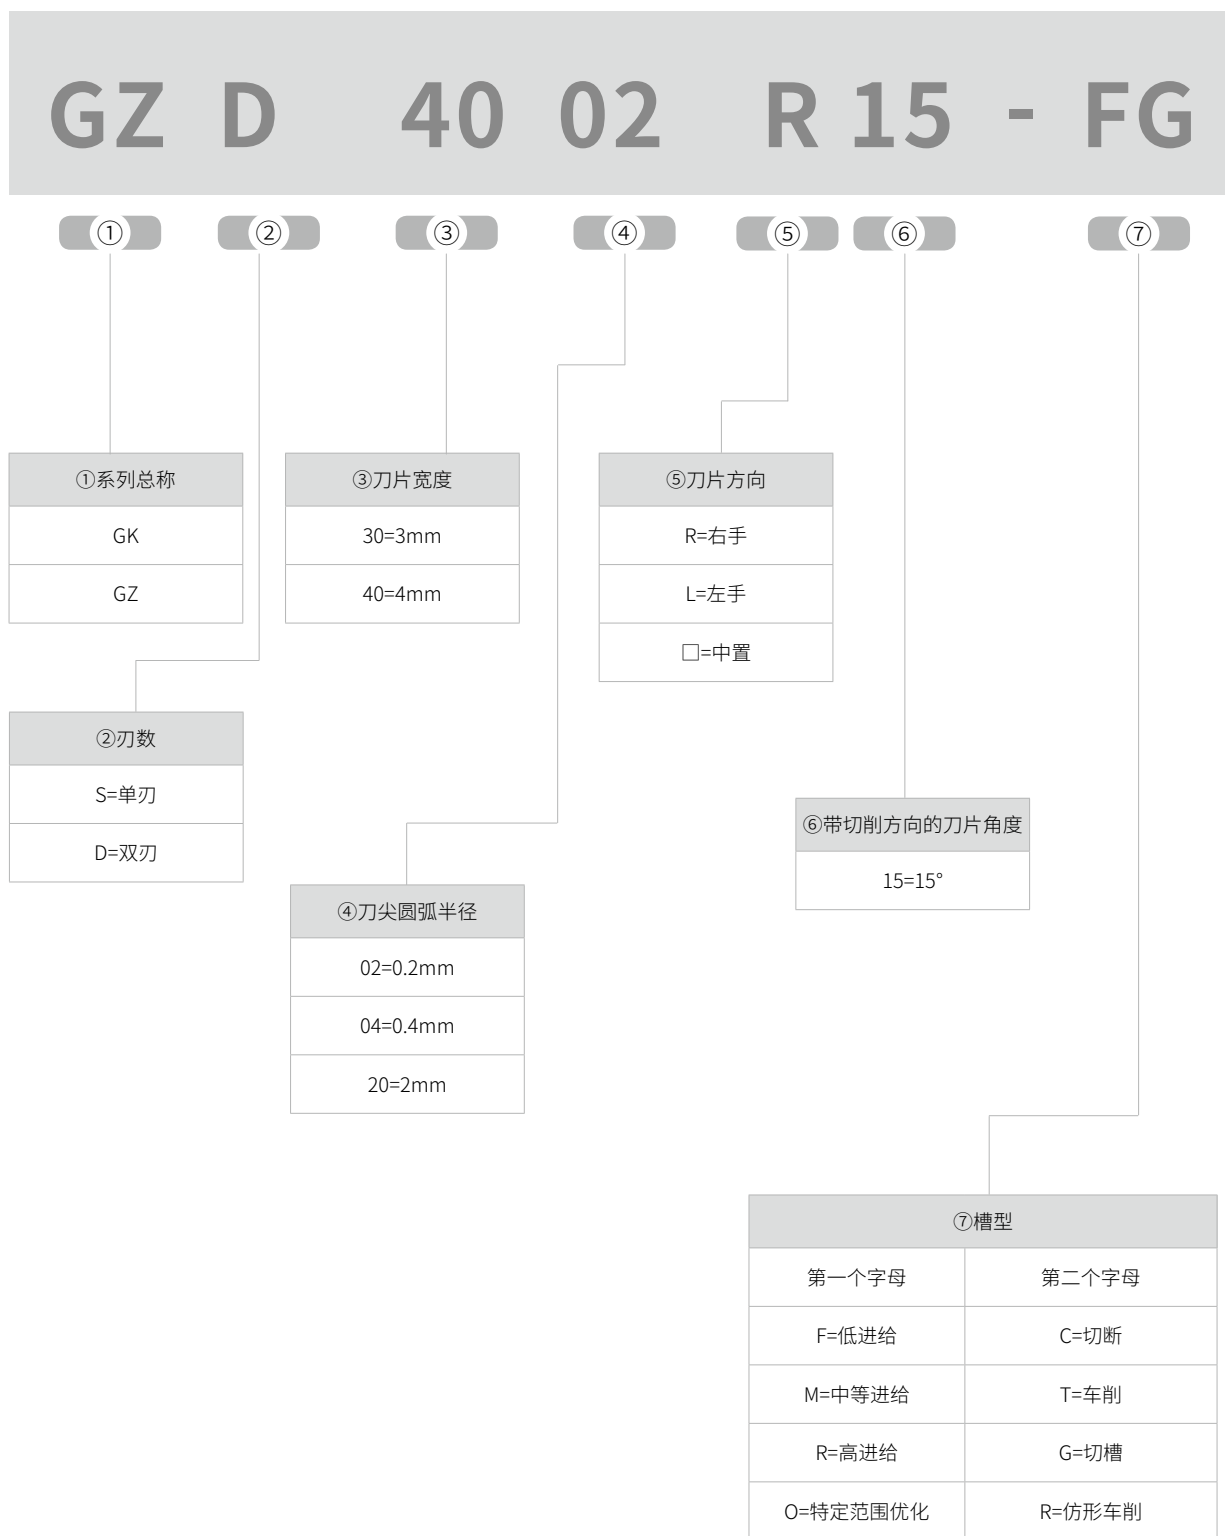 GZ D 40 02 R 15 - FG
① ② ③ ④ ⑤ ⑥ ⑦
①系列总称
GK
GZ
③刀片宽度
30=3mm
40=4mm
⑤刀片方向
R=右手
L=左手
□=中置
②刃数
S=单刃
D=双刃
⑥带切削方向的刀片角度
15=15°
④刀尖圆弧半径
02=0.2mm
04=0.4mm
20=2mm
⑦槽型
第一个字母 第二个字母
F=低进给 C=切断
M=中等进给 T=车削
R=高进给 G=切槽
O=特定范围优化 R=仿形车削